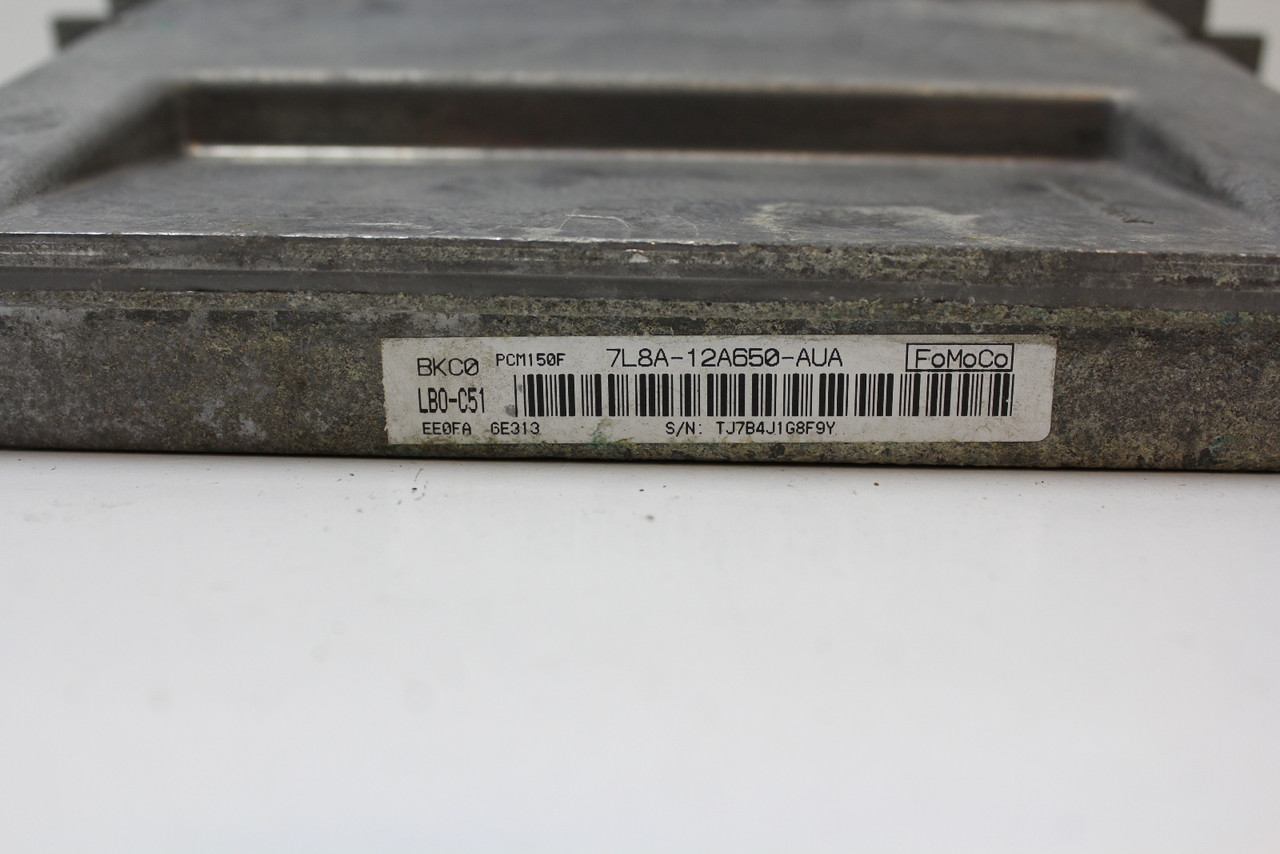 BKC0 PCM150F 7L8A-12A650-AUA FoMoCo
LB0-C51
EE0FA 6E313 S/N: TJ7B4J1G8F9Y